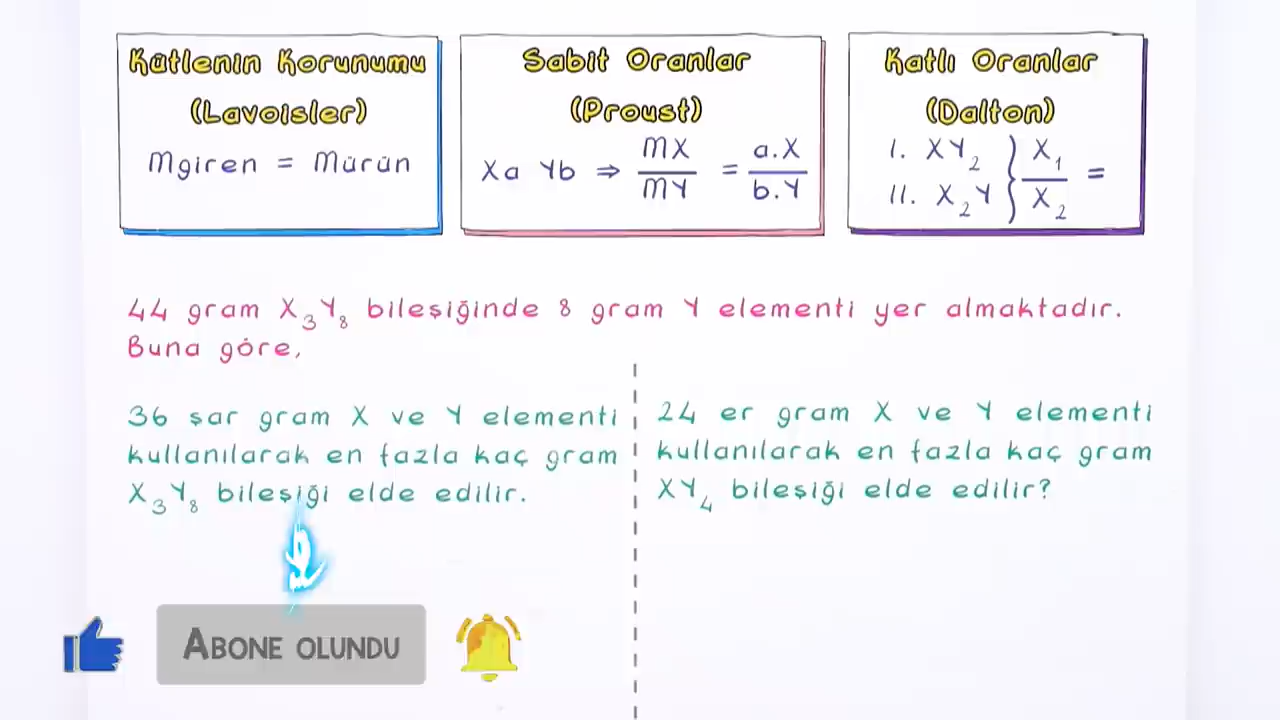 Kütlenin Korunumu
(Lavoisler)
mgiren = mürün
Sabit Oranlar
(Proust)
Xa Yb ⇒ mX/mY = a.X/b.Y
Katlı Oranlar
(Dalton)
I. XY₂
II. X₂Y } X₁/X₂ =
44 gram X₃Y₈ bileşiğinde 8 gram Y elementi yer almaktadır.
Buna göre,
36 şar gram X ve Y elementi
kullanılarak en fazla kaç gram
X₃Y₈ bileşiği elde edilir.
24 er gram X ve Y elementi
kullanılarak en fazla kaç gram
XY₄ bileşiği elde edilir?
ABONE OLUNDU